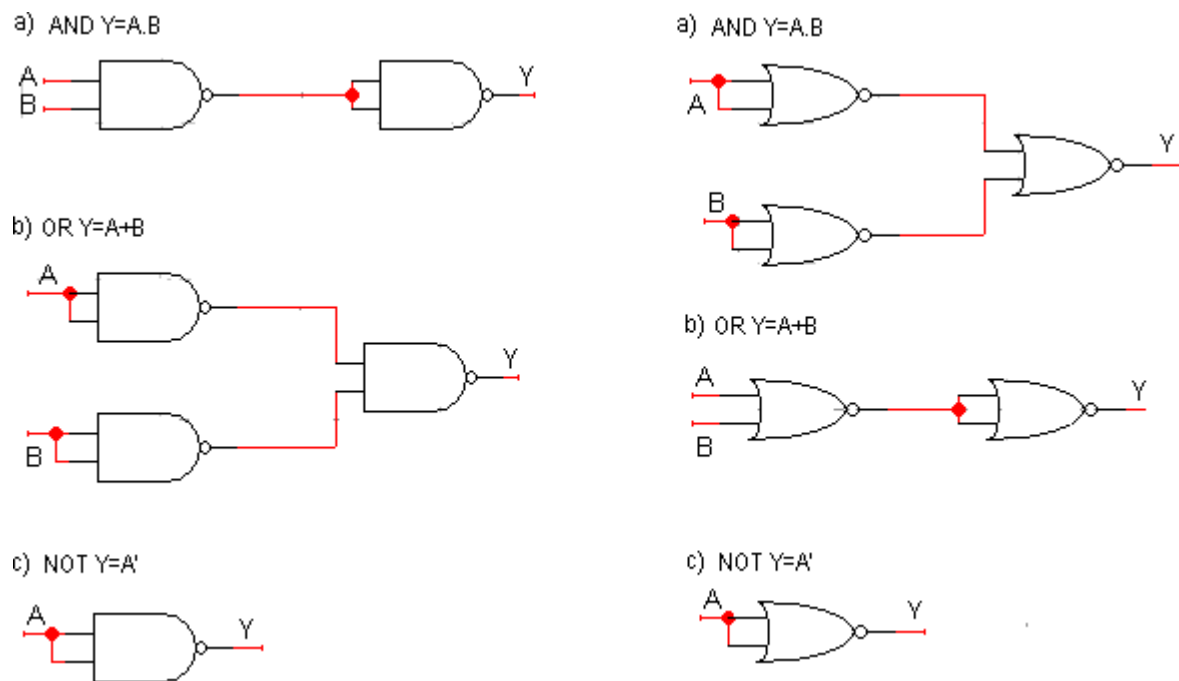 a) AND Y=A.B
A
B
Y
b) OR Y=A+B
A
B
Y
c) NOT Y=A'
A
Y
a) AND Y=A.B
A
B
Y
b) OR Y=A+B
A
B
Y
c) NOT Y=A'
A
Y